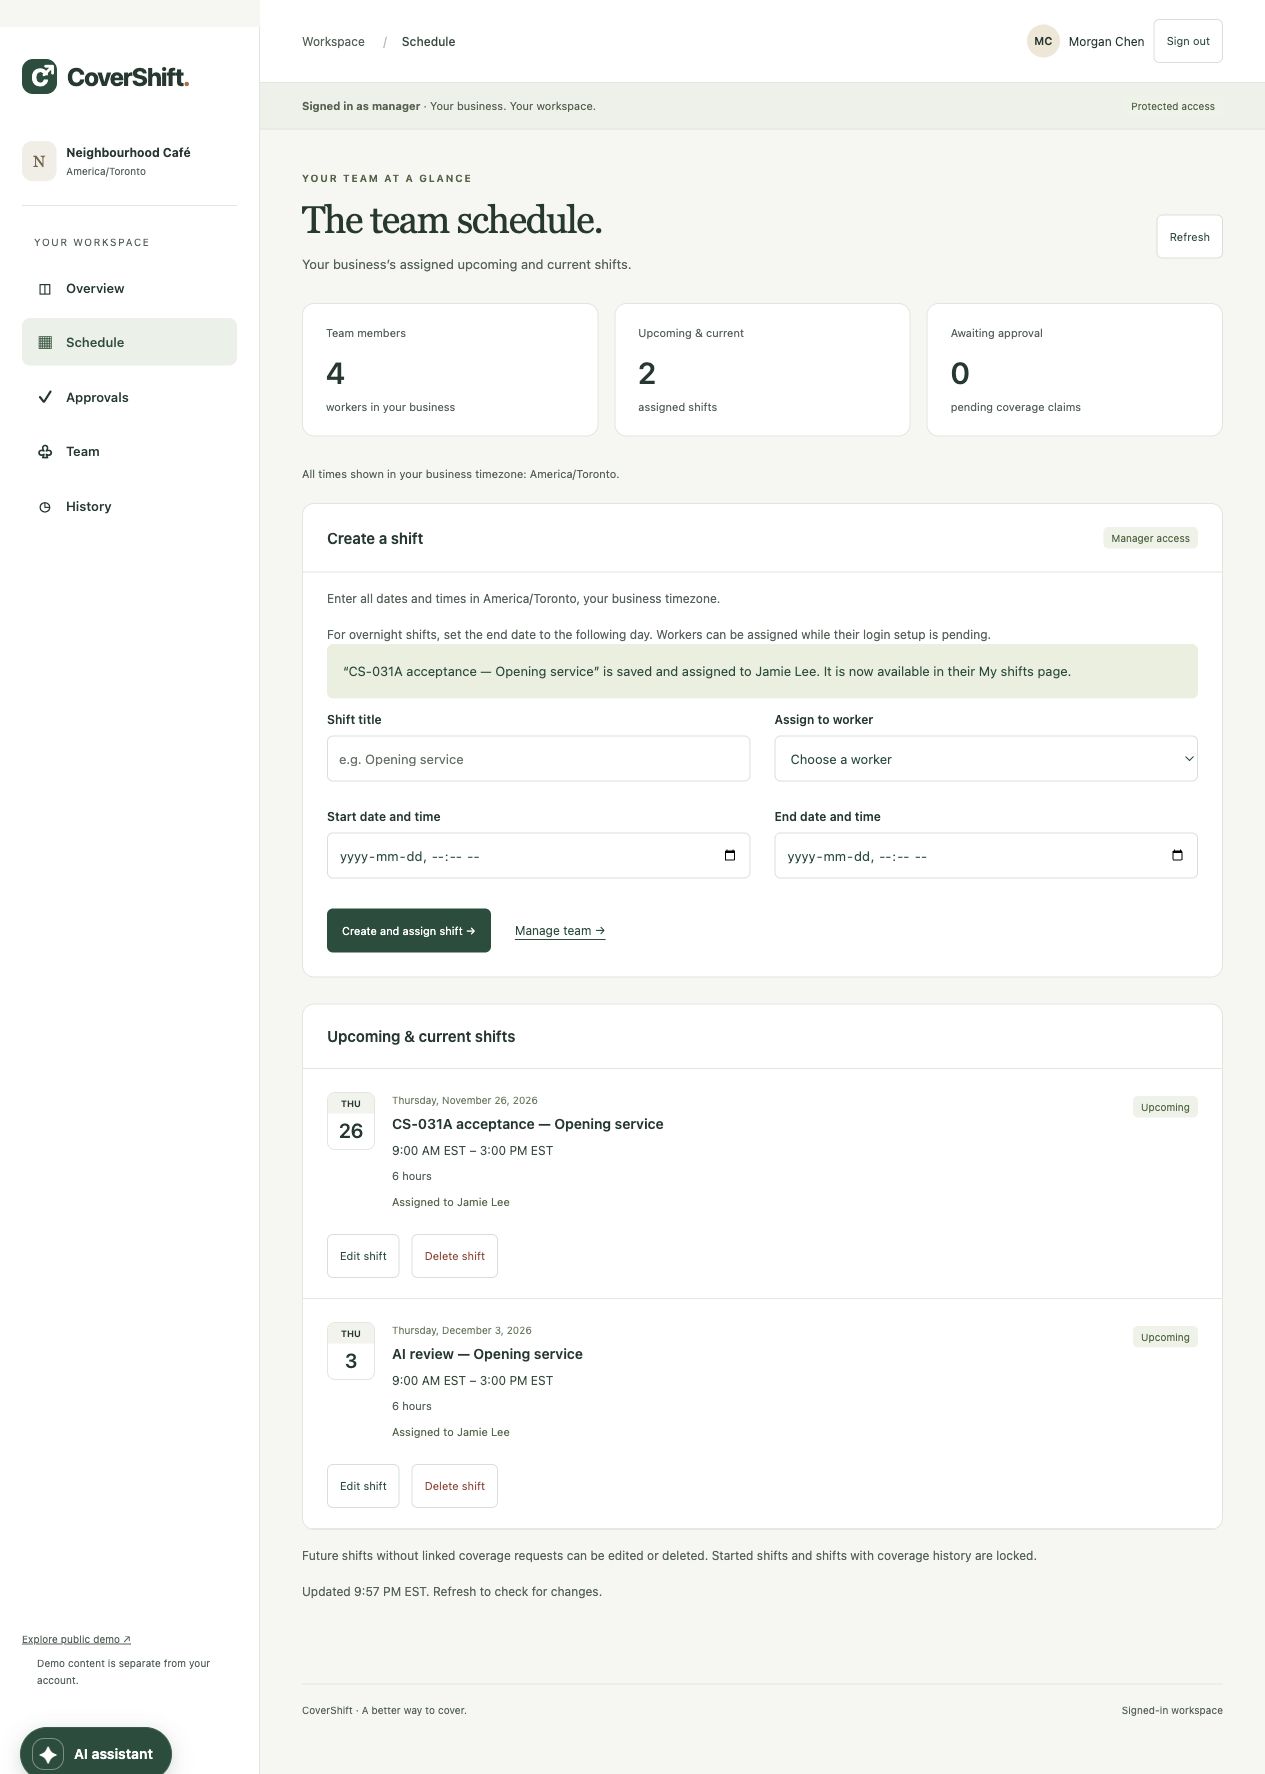 CoverShift.
N
Neighbourhood Café
America/Toronto
YOUR WORKSPACE
Overview
Schedule
Approvals
Team
History
Explore public demo ↗
Demo content is separate from your
account.
AI assistant
Workspace / Schedule
MC Morgan Chen
Sign out
Signed in as manager · Your business. Your workspace.
Protected access
YOUR TEAM AT A GLANCE
The team schedule.
Your business's assigned upcoming and current shifts.
Refresh
Team members
4
workers in your business
Upcoming & current
2
assigned shifts
Awaiting approval
0
pending coverage claims
All times shown in your business timezone: America/Toronto.
Create a shift
Manager access
Enter all dates and times in America/Toronto, your business timezone.
For overnight shifts, set the end date to the following day. Workers can be assigned while their login setup is pending.
“CS-031A acceptance — Opening service” is saved and assigned to Jamie Lee. It is now available in their My shifts page.
Shift title
e.g. Opening service
Assign to worker
Choose a worker
Start date and time
yyyy-mm-dd, --:-- --
End date and time
yyyy-mm-dd, --:-- --
Create and assign shift →
Manage team →
Upcoming & current shifts
THU
26
Thursday, November 26, 2026
CS-031A acceptance — Opening service
9:00 AM EST – 3:00 PM EST
6 hours
Assigned to Jamie Lee
Upcoming
Edit shift
Delete shift
THU
3
Thursday, December 3, 2026
AI review — Opening service
9:00 AM EST – 3:00 PM EST
6 hours
Assigned to Jamie Lee
Upcoming
Edit shift
Delete shift
Future shifts without linked coverage requests can be edited or deleted. Started shifts and shifts with coverage history are locked.
Updated 9:57 PM EST. Refresh to check for changes.
CoverShift · A better way to cover.
Signed-in workspace